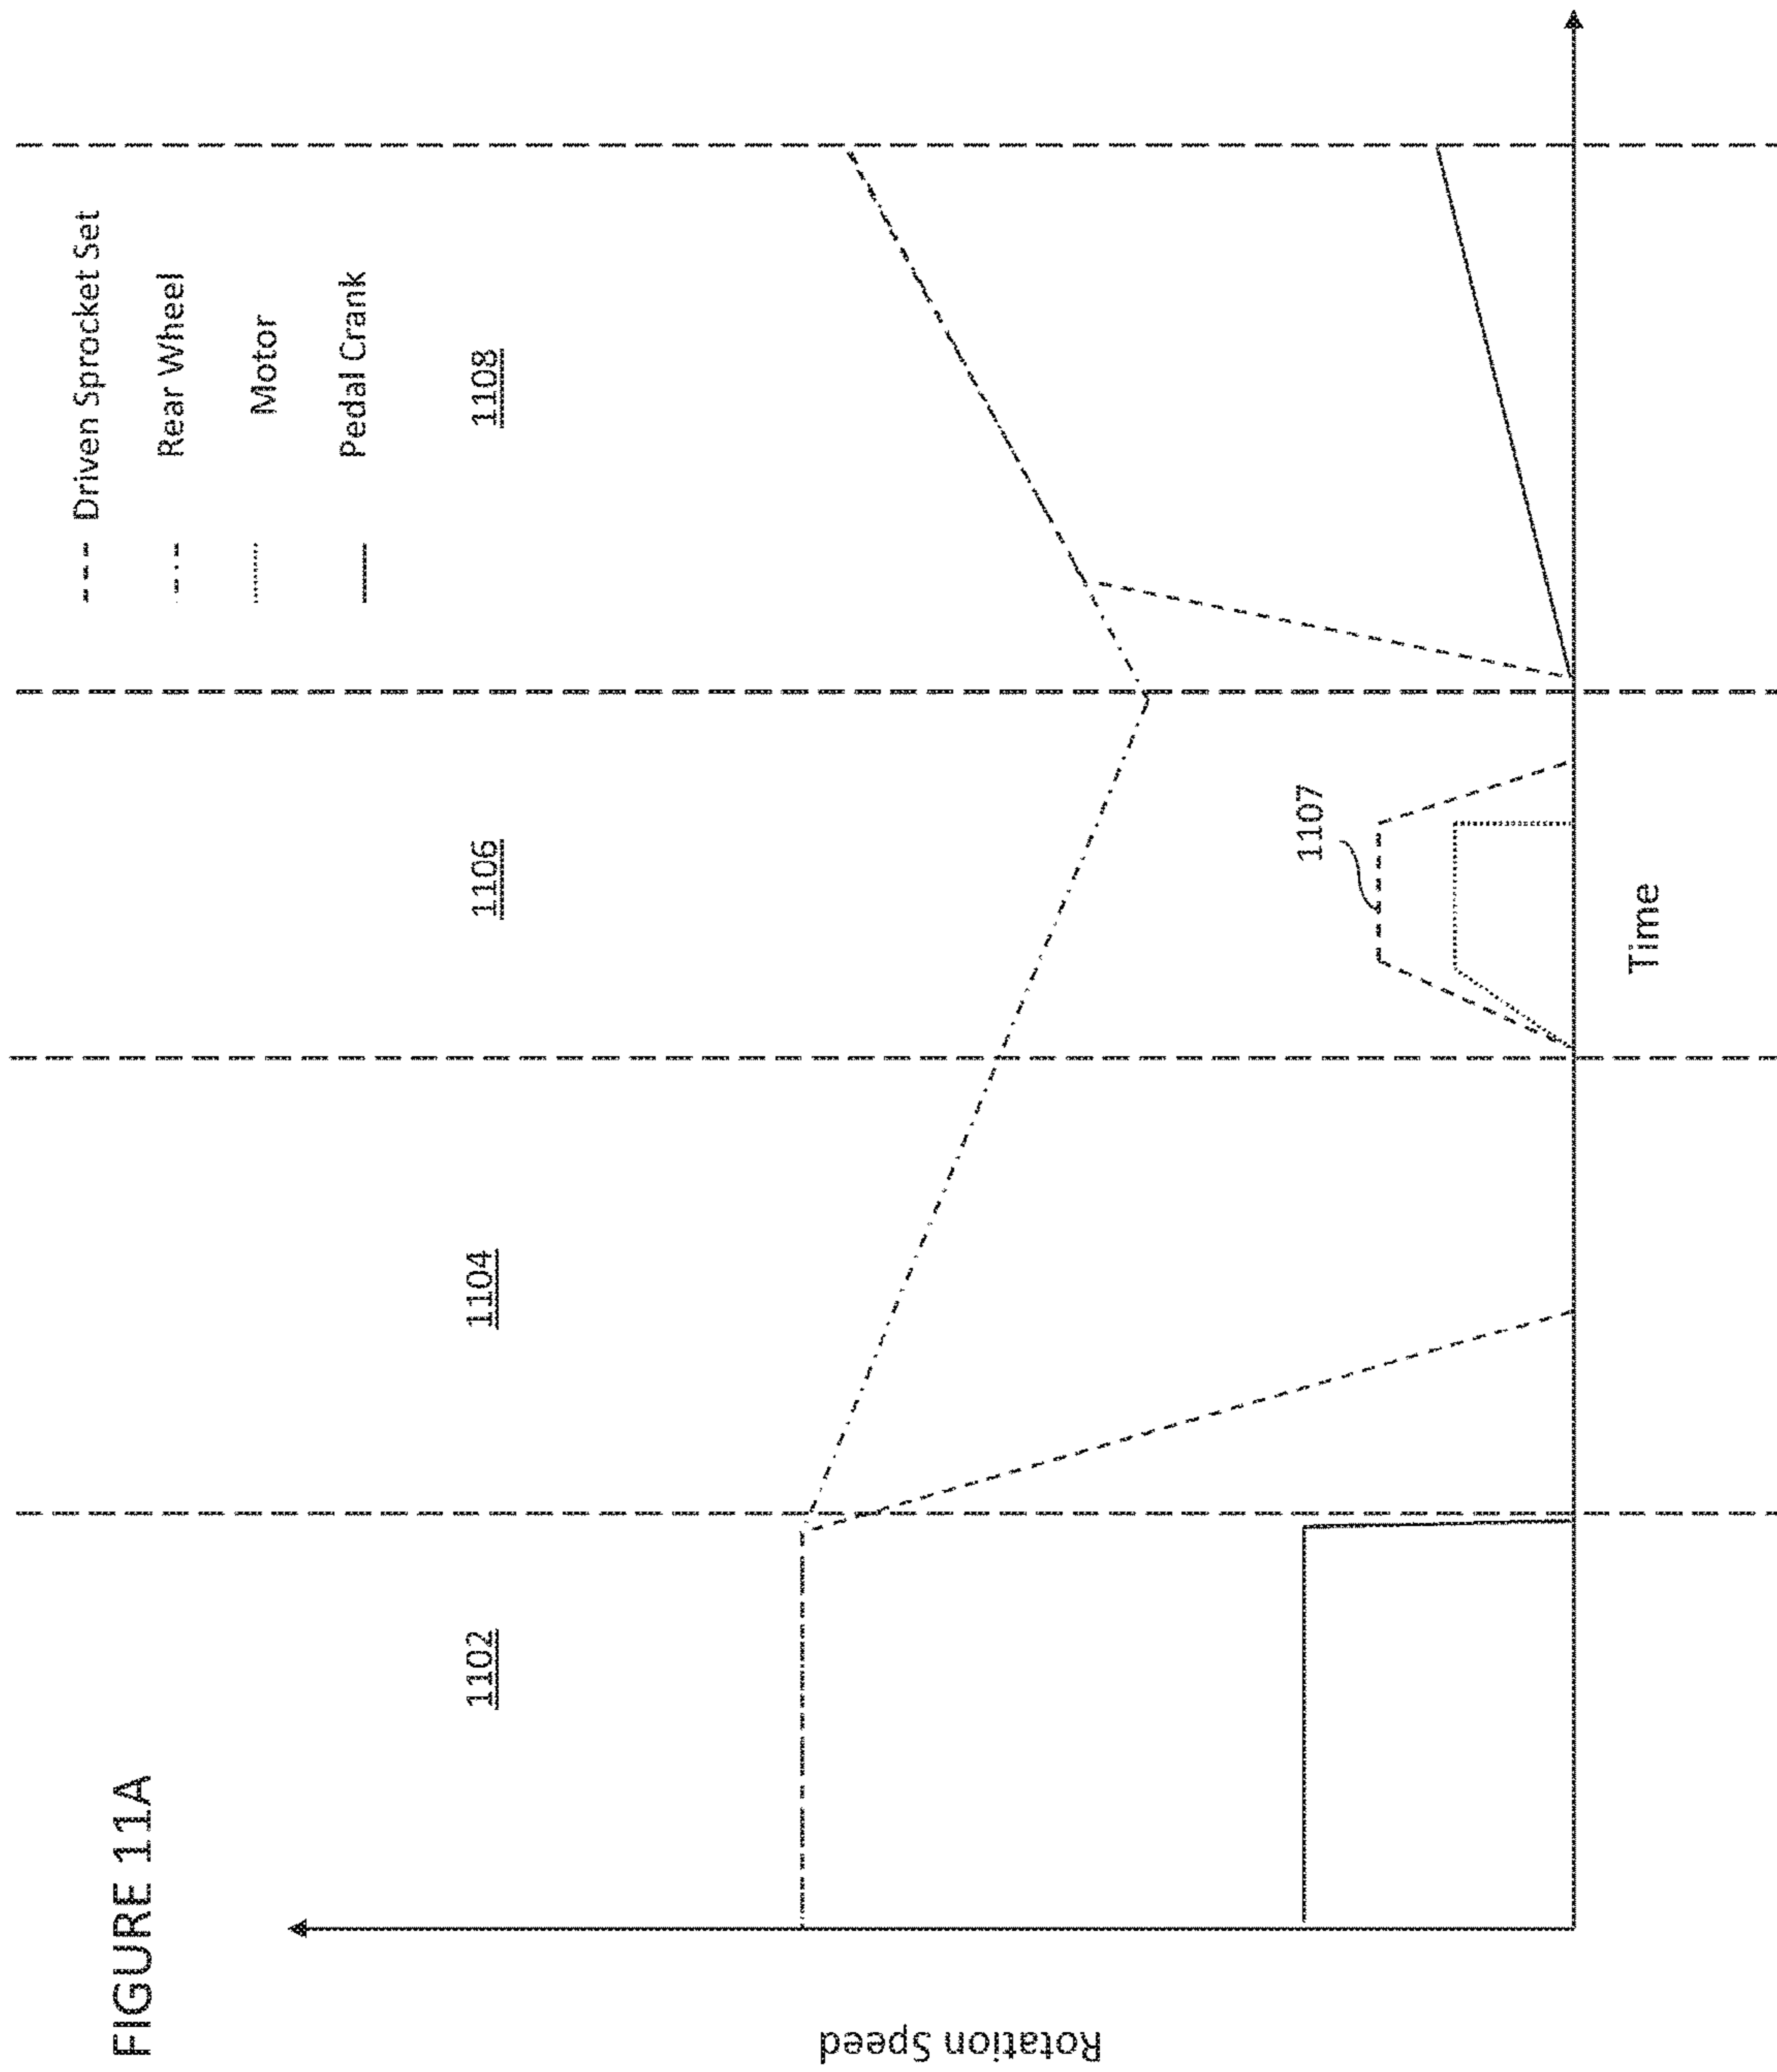 FIGURE 11A
Driven Sprocket Set
Rear Wheel
Motor
Pedal Crank
1102
1104
1106
1108
1107
Rotation Speed
Time